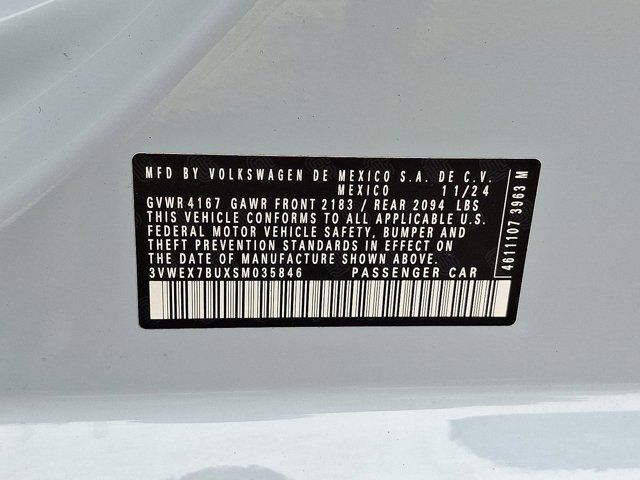 MFD BY VOLKSWAGEN DE MEXICO S.A. DE C.V.
MEXICO 11/24
GVWR 4167 GAWR FRONT 2183 / REAR 2094 LBS
THIS VEHICLE CONFORMS TO ALL APPLICABLE U.S.
FEDERAL MOTOR VEHICLE SAFETY, BUMPER AND
THEFT PREVENTION STANDARDS IN EFFECT ON
THE DATE OF MANUFACTURE SHOWN ABOVE.
3VWEX7BUXSM035846 PASSENGER CAR
4611107 3963 M